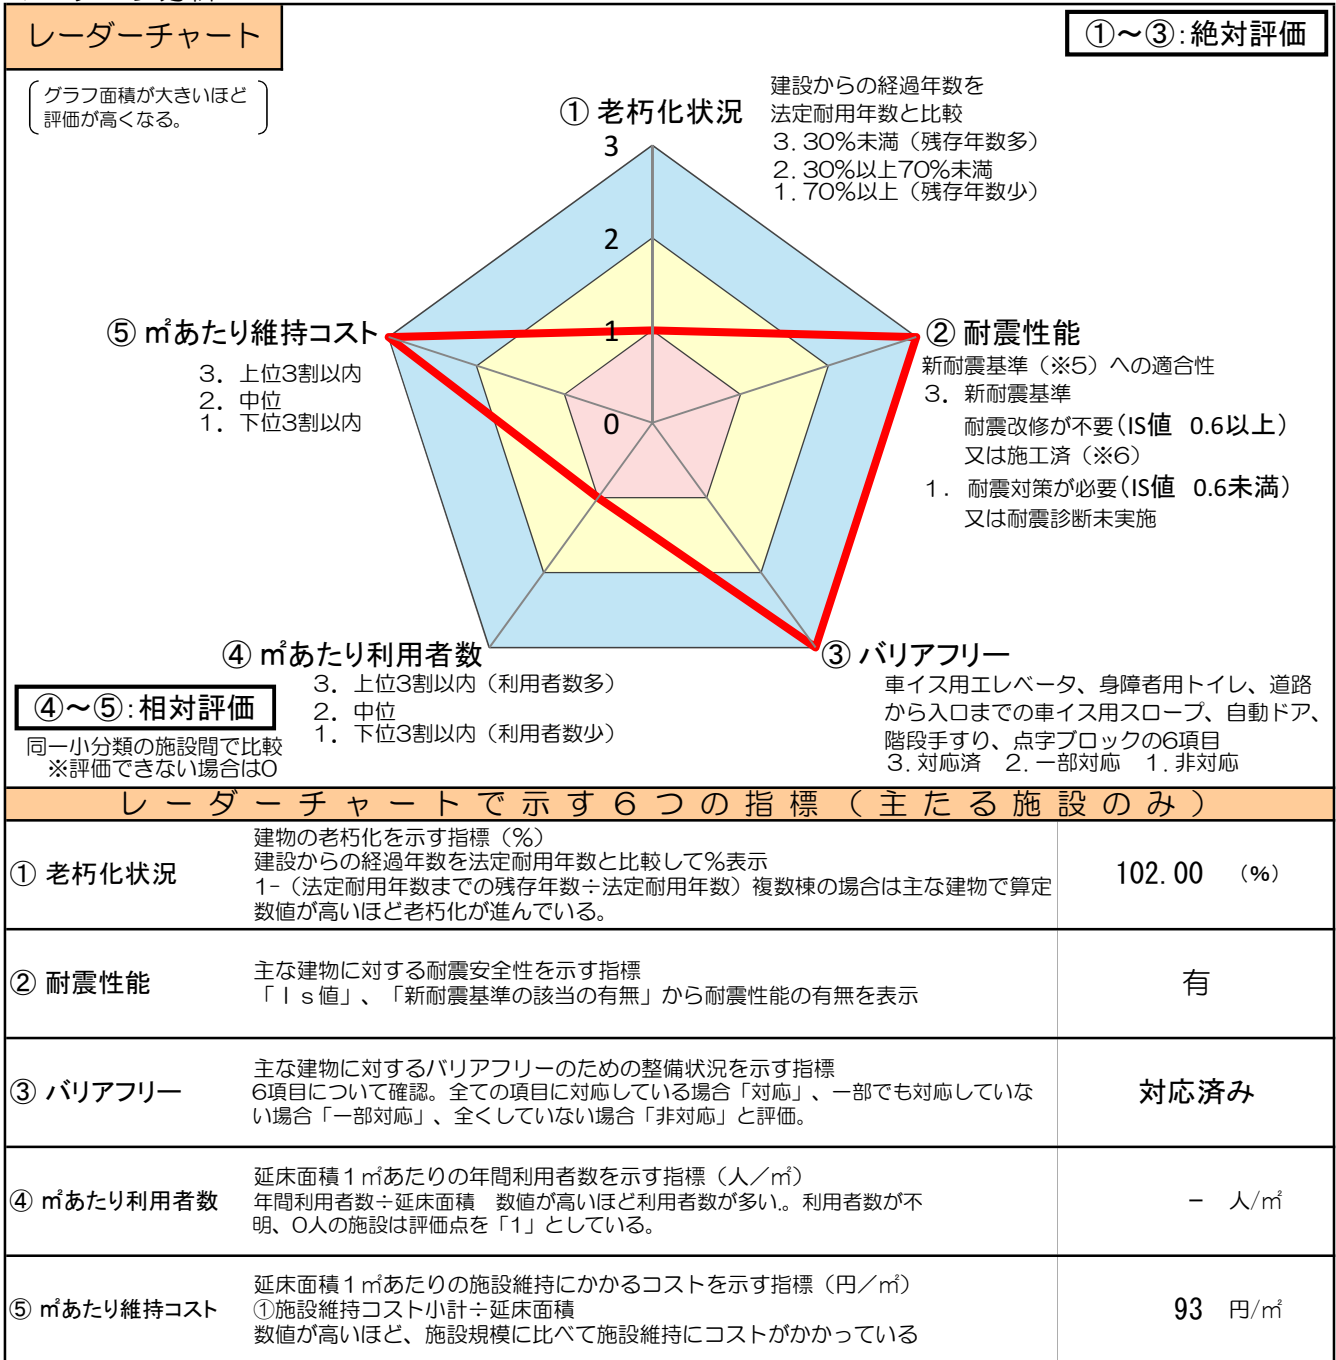 レーダーチャート
①～③：絶対評価
グラフ面積が大きいほど
評価が高くなる。
① 老朽化状況
建設からの経過年数を
法定耐用年数と比較
３．30％未満（残存年数多）
２．30％以上70％未満
１．70％以上（残存年数少）
3
2
1
0
⑤ ㎡あたり維持コスト
３．上位3割以内
２．中位
１．下位3割以内
② 耐震性能
新耐震基準（※5）への適合性
３．新耐震基準
耐震改修が不要（IS値　0.6以上）
又は施工済（※6）
１．耐震対策が必要（IS値　0.6未満）
又は耐震診断未実施
④ ㎡あたり利用者数
３．上位3割以内（利用者数多）
２．中位
１．下位3割以内（利用者数少）
③ バリアフリー
車イス用エレベータ、身障者用トイレ、道路
から入口までの車イス用スロープ、自動ドア、
階段手すり、点字ブロックの6項目
３．対応済　２．一部対応　１．非対応
④～⑤：相対評価
同一小分類の施設間で比較
※評価できない場合は0
レーダーチャートで示す６つの指標（主たる施設のみ）
① 老朽化状況
建物の老朽化を示す指標（％）
建設からの経過年数を法定耐用年数と比較して％表示
1-（法定耐用年数までの残存年数÷法定耐用年数）複数棟の場合は主な建物で算定
数値が高いほど老朽化が進んでいる。
102.00　（%）
② 耐震性能
主な建物に対する耐震安全性を示す指標
「Ｉｓ値」、「新耐震基準の該当の有無」から耐震性能の有無を表示
有
③ バリアフリー
主な建物に対するバリアフリーのための整備状況を示す指標
6項目について確認。全ての項目に対応している場合「対応」、一部でも対応していな
い場合「一部対応」、全くしていない場合「非対応」と評価。
対応済み
④ ㎡あたり利用者数
延床面積１㎡あたりの年間利用者数を示す指標（人／㎡）
年間利用者数÷延床面積　数値が高いほど利用者数が多い。利用者数が不
明、0人の施設は評価点を「1」としている。
－　人/㎡
⑤ ㎡あたり維持コスト
延床面積１㎡あたりの施設維持にかかるコストを示す指標（円／㎡）
①施設維持コスト小計÷延床面積
数値が高いほど、施設規模に比べて施設維持にコストがかかっている
93　円/㎡